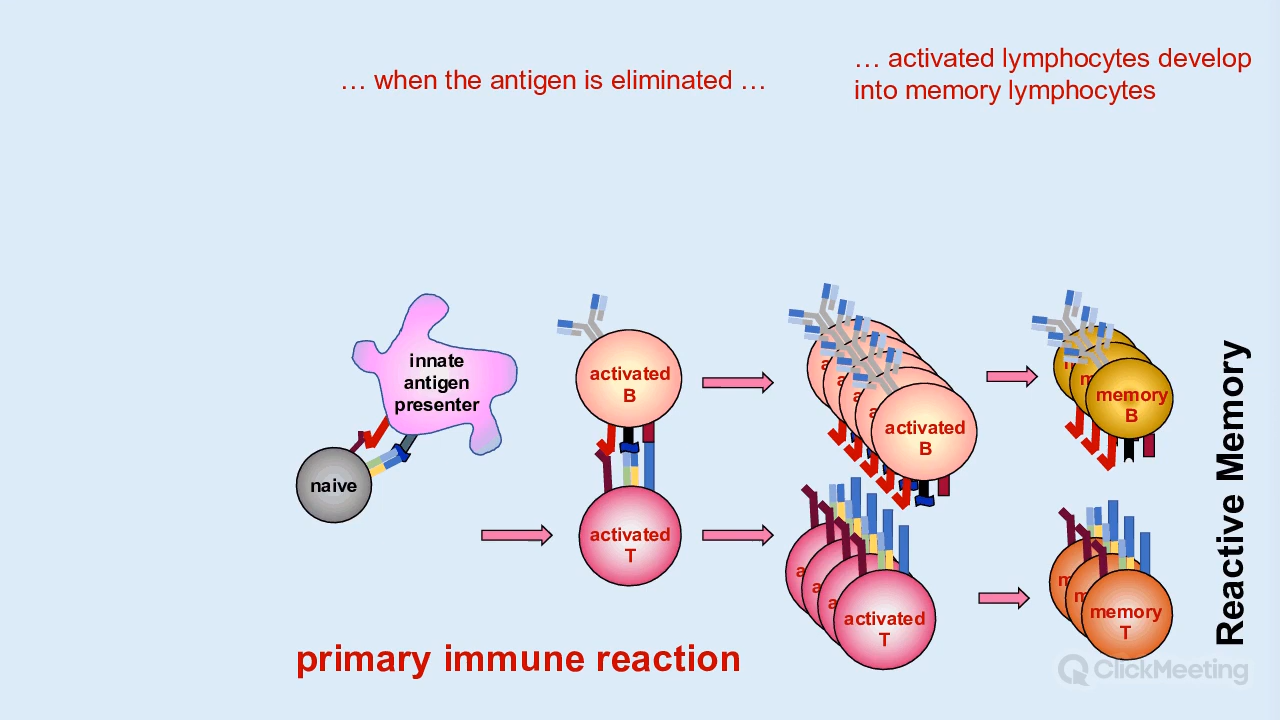 … when the antigen is eliminated …
… activated lymphocytes develop
into memory lymphocytes
innate
antigen
presenter
naive
activated
B
activated
T
a
a
a
a
activated
B
a
a
a
activated
T
m
m
memory
B
m
m
memory
T
Reactive Memory
primary immune reaction
ClickMeeting